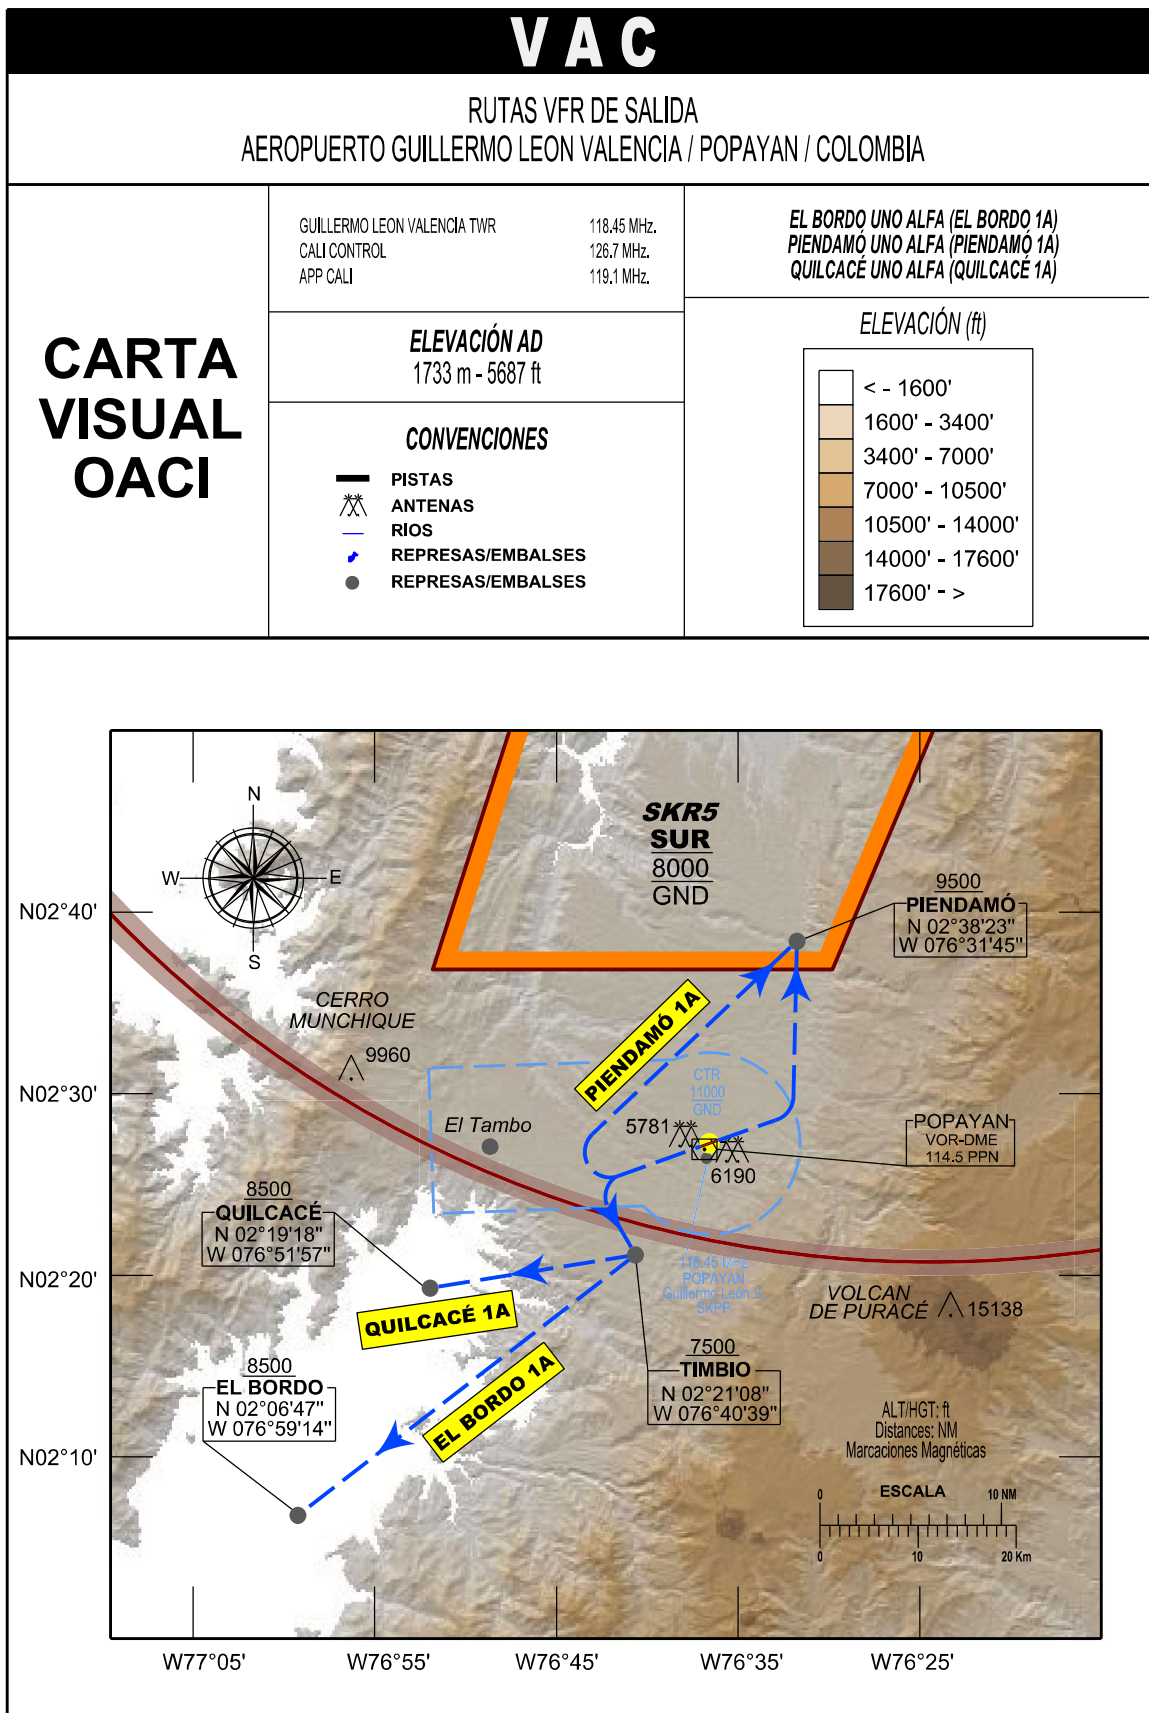 VAC
RUTAS VFR DE SALIDA
AEROPUERTO GUILLERMO LEON VALENCIA / POPAYAN / COLOMBIA
CARTA
VISUAL
OACI
GUILLERMO LEON VALENCIA TWR 118.45 MHz.
CALI CONTROL 126.7 MHz.
APP CALI 119.1 MHz.
ELEVACIÓN AD
1733 m - 5687 ft
CONVENCIONES
PISTAS
ANTENAS
RIOS
REPRESAS/EMBALSES
REPRESAS/EMBALSES
EL BORDO UNO ALFA (EL BORDO 1A)
PIENDAMÓ UNO ALFA (PIENDAMÓ 1A)
QUILCACÉ UNO ALFA (QUILCACÉ 1A)
ELEVACIÓN (ft)
< - 1600'
1600' - 3400'
3400' - 7000'
7000' - 10500'
10500' - 14000'
14000' - 17600'
17600' - >
N
W
E
S
SKR5
SUR
8000
GND
9500
PIENDAMÓ
N 02°38'23"
W 076°31'45"
N02°40'
CERRO
MUNCHIQUE
9960
PIENDAMÓ 1A
CTR
11000
GND
N02°30'
El Tambo
5781
6190
POPAYAN
VOR-DME
114.5 PPN
8500
QUILCACÉ
N 02°19'18"
W 076°51'57"
N02°20'
118.45 MHz
POPAYAN
Guillermo León V.
SKPP
VOLCAN
DE PURACÉ
15138
QUILCACÉ 1A
7500
TIMBIO
N 02°21'08"
W 076°40'39"
8500
EL BORDO
N 02°06'47"
W 076°59'14"
EL BORDO 1A
N02°10'
ALT/HGT: ft
Distances: NM
Marcaciones Magnéticas
ESCALA
0 10 NM
0 10 20 Km
W77°05'
W76°55'
W76°45'
W76°35'
W76°25'